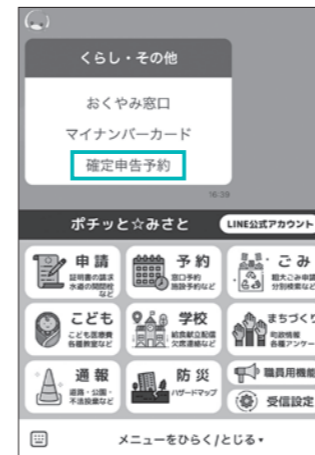 くらし・その他
おくやみ窓口
マイナンバーカード
確定申告予約
16:39
ポチッと☆みさと
LINE公式アカウント
申請
証明書の請求
水道の開閉栓
など
予約
窓口予約
施設予約など
ごみ
粗大ごみ申請
分別検索など
こども
こども医療費
各種教室など
学校
給食献立配信
欠席連絡など
まちづくり
町政情報
各種アンケー
通報
道路・公園・
不法投棄など
防災
ハザードマップ
職員用機能
受信設定
メニューをひらく/とじる▾